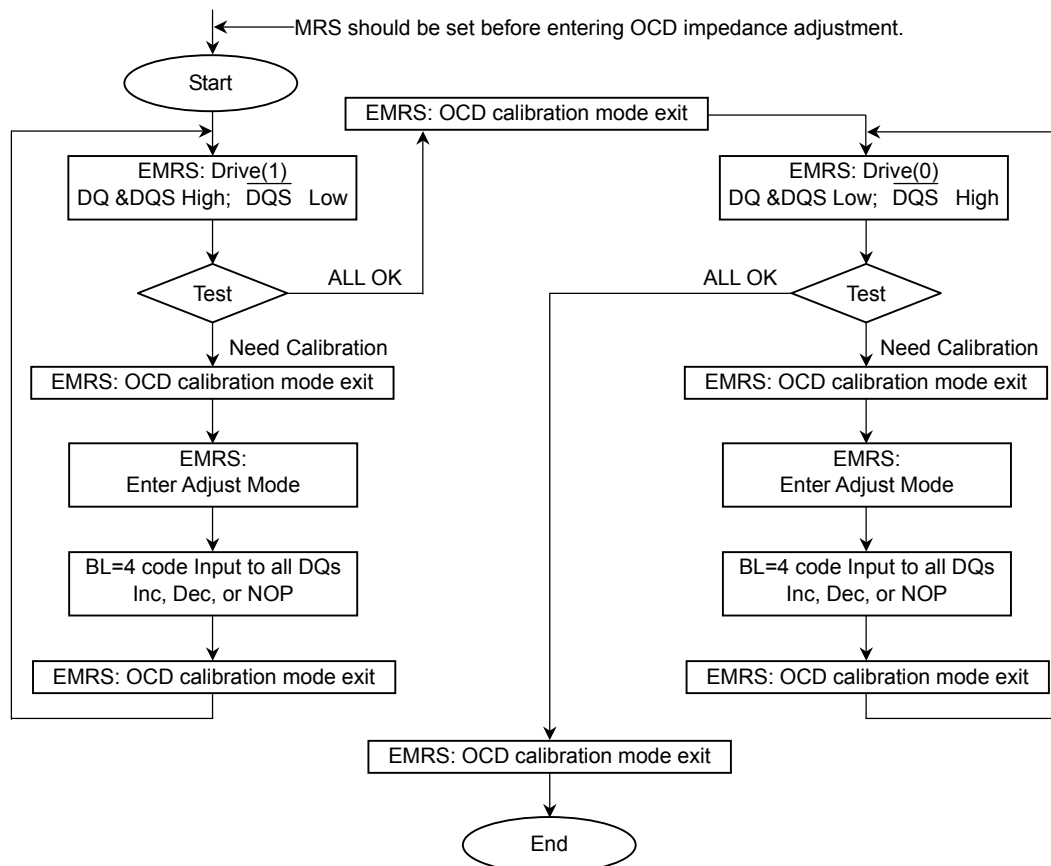 MRS should be set before entering OCD impedance adjustment.
Start
EMRS: OCD calibration mode exit
EMRS: Drive(1)
DQ &DQS High; D̅Q̅S̅ Low
Test
ALL OK
Need Calibration
EMRS: OCD calibration mode exit
EMRS:
Enter Adjust Mode
BL=4 code Input to all DQs
Inc, Dec, or NOP
EMRS: OCD calibration mode exit
EMRS: Drive(0)
DQ &DQS Low; D̅Q̅S̅ High
ALL OK
Test
Need Calibration
EMRS: OCD calibration mode exit
EMRS:
Enter Adjust Mode
BL=4 code Input to all DQs
Inc, Dec, or NOP
EMRS: OCD calibration mode exit
EMRS: OCD calibration mode exit
End